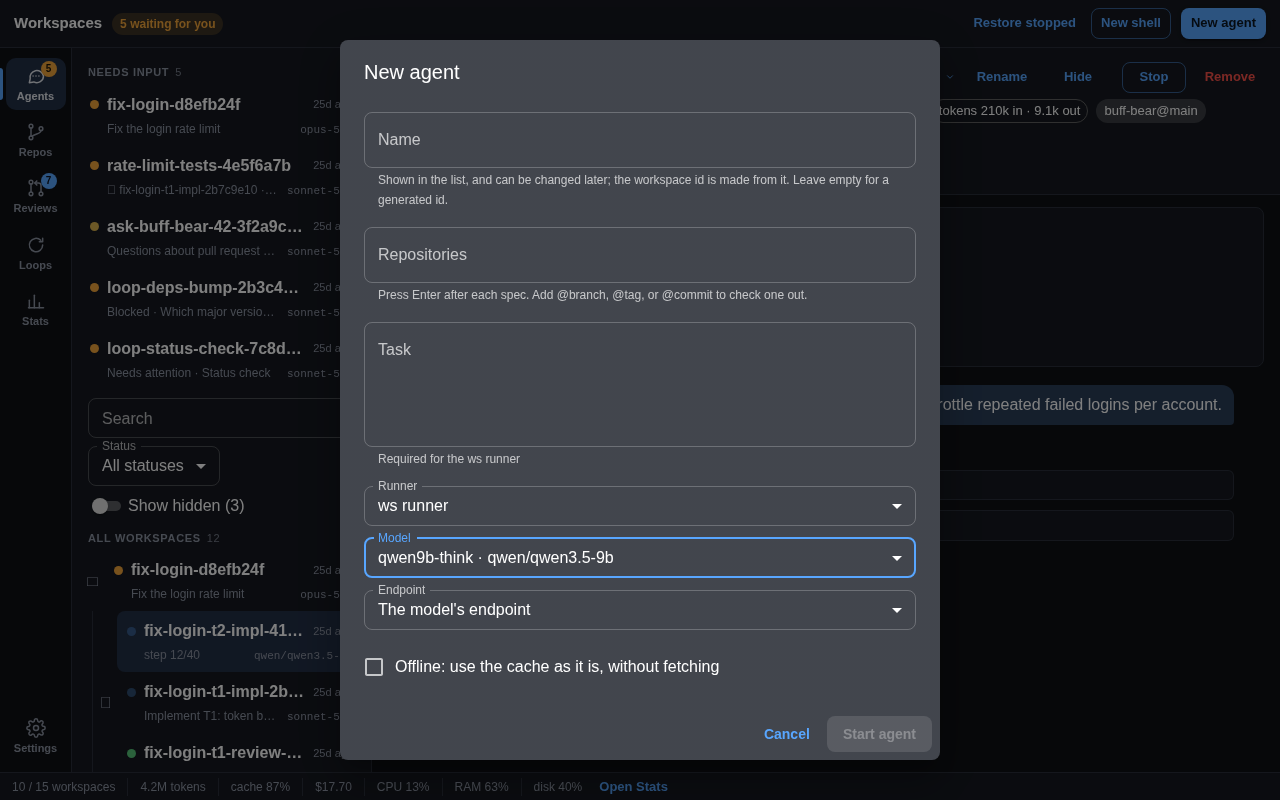 Workspaces 5 waiting for you Restore stopped New shell New agent
5
Agents
Repos
7
Reviews
Loops
Stats
Settings
NEEDS INPUT 5
fix-login-d8efb24f 25d a
Fix the login rate limit opus-5
rate-limit-tests-4e5f6a7b 25d a
fix-login-t1-impl-2b7c9e10 ·… sonnet-5
ask-buff-bear-42-3f2a9c… 25d a
Questions about pull request … sonnet-5
loop-deps-bump-2b3c4… 25d a
Blocked · Which major versio… sonnet-5
loop-status-check-7c8d… 25d a
Needs attention · Status check sonnet-5
Search
Status
All statuses
Show hidden (3)
ALL WORKSPACES 12
fix-login-d8efb24f 25d a
Fix the login rate limit opus-5
fix-login-t2-impl-41… 25d a
step 12/40 qwen/qwen3.5-
fix-login-t1-impl-2b… 25d a
Implement T1: token b… sonnet-5
fix-login-t1-review-… 25d a
New agent
Name
Shown in the list, and can be changed later; the workspace id is made from it. Leave empty for a
generated id.
Repositories
Press Enter after each spec. Add @branch, @tag, or @commit to check one out.
Task
Required for the ws runner
Runner
ws runner
Model
qwen9b-think · qwen/qwen3.5-9b
Endpoint
The model's endpoint
Offline: use the cache as it is, without fetching
Cancel Start agent
Rename Hide Stop Remove
tokens 210k in · 9.1k out buff-bear@main
rottle repeated failed logins per account.
10 / 15 workspaces 4.2M tokens cache 87% $17.70 CPU 13% RAM 63% disk 40% Open Stats